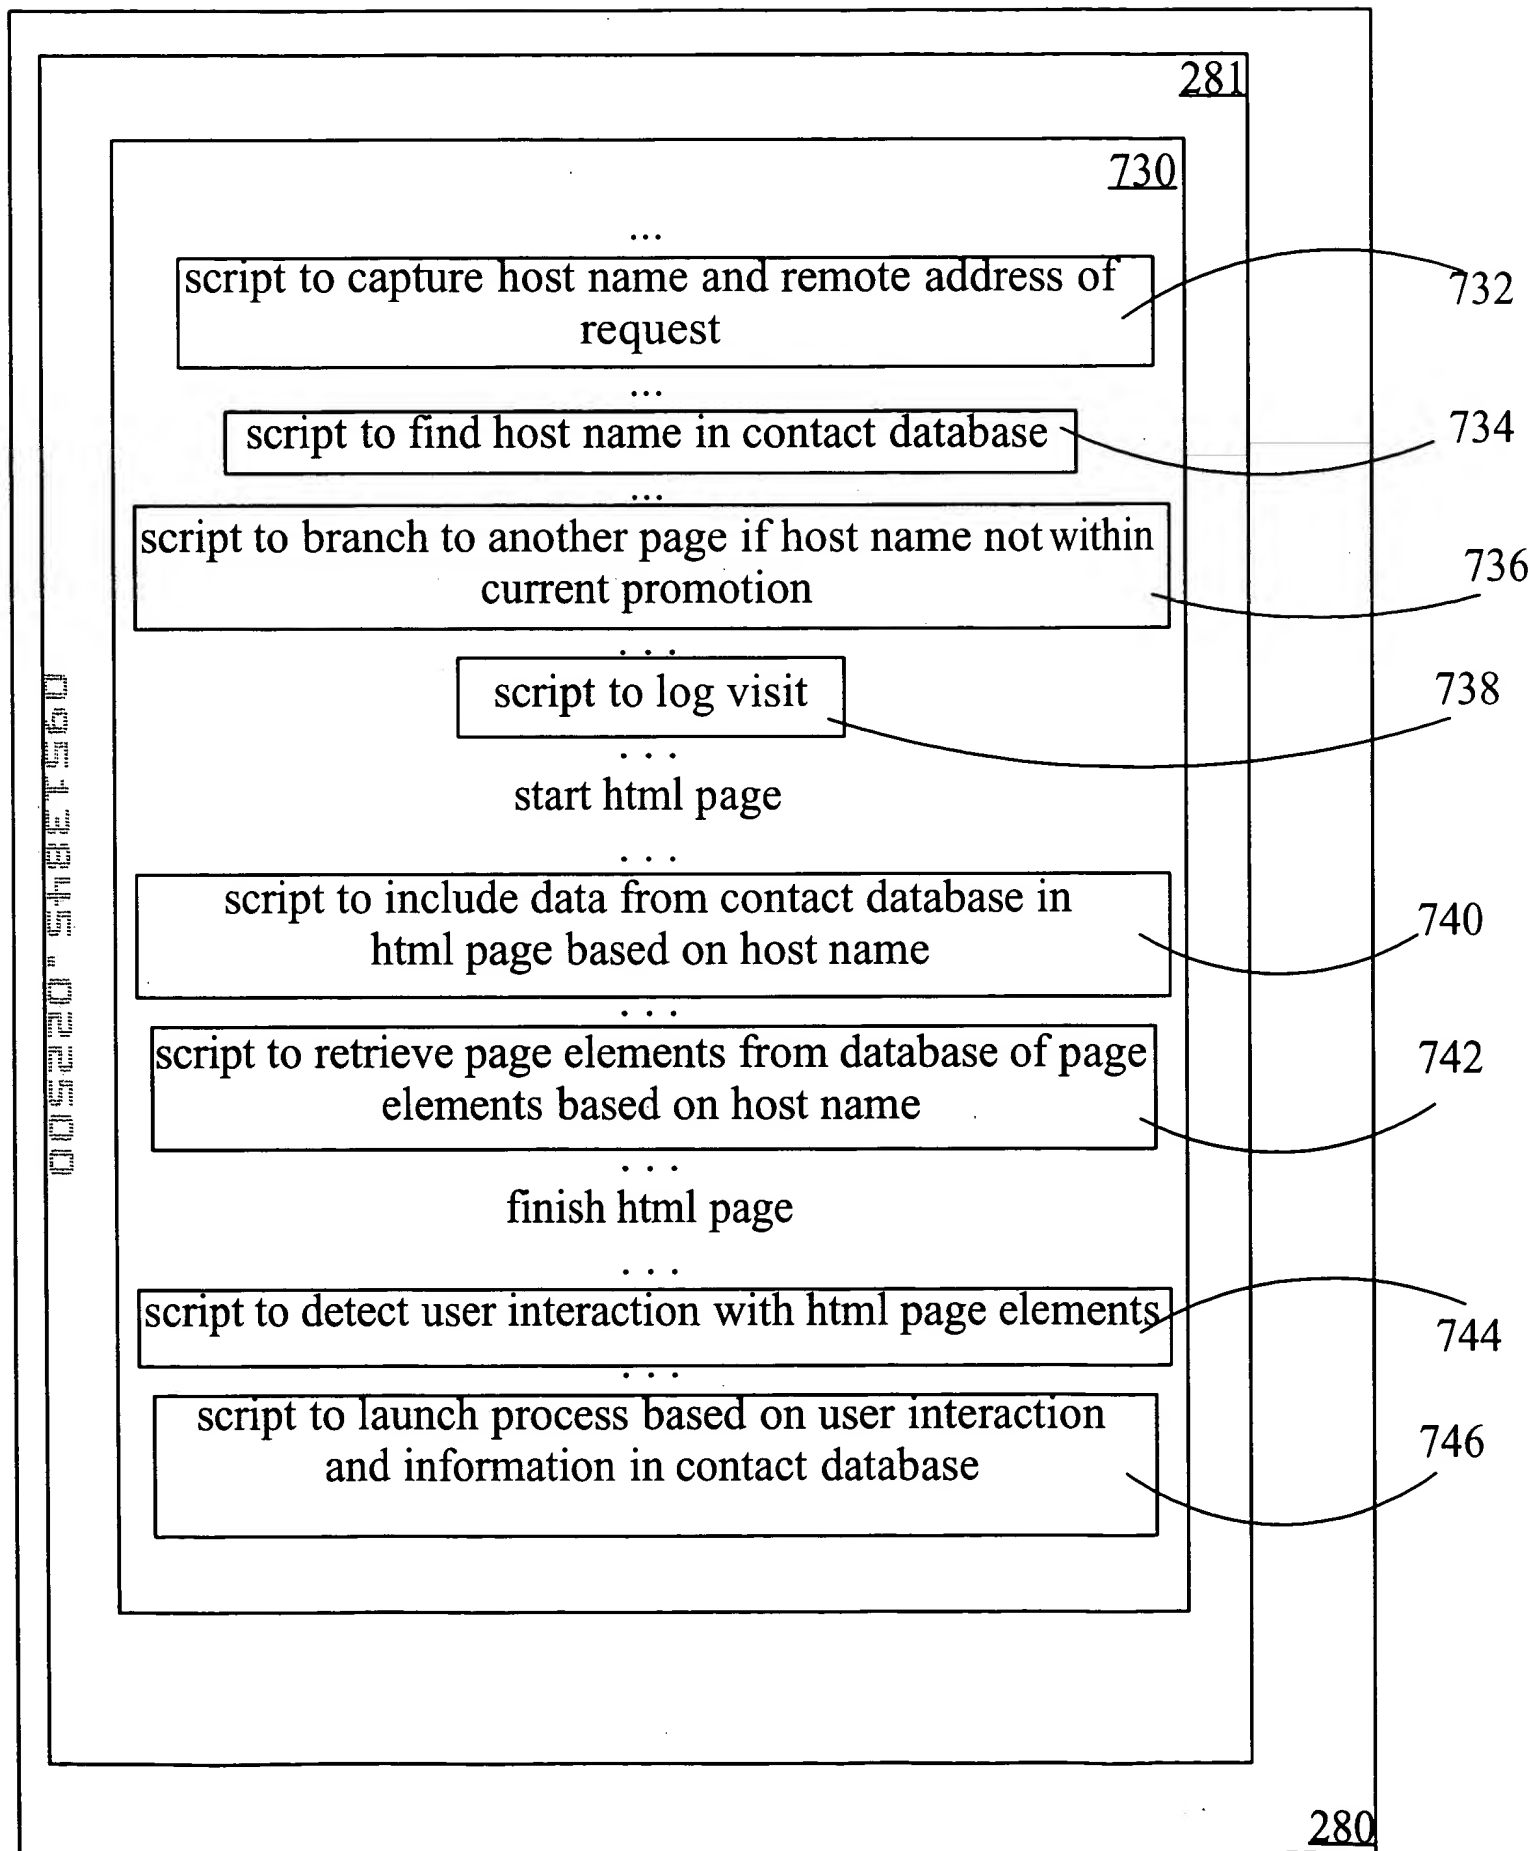 281
730
...
script to capture host name and remote address of
request
732
...
script to find host name in contact database
734
...
script to branch to another page if host name not within
current promotion
736
. . .
script to log visit
738
. . .
start html page
. . .
script to include data from contact database in
html page based on host name
740
. . .
script to retrieve page elements from database of page
elements based on host name
742
. . .
finish html page
. . .
script to detect user interaction with html page elements
744
. . .
script to launch process based on user interaction
and information in contact database
746
280
09513845.022500